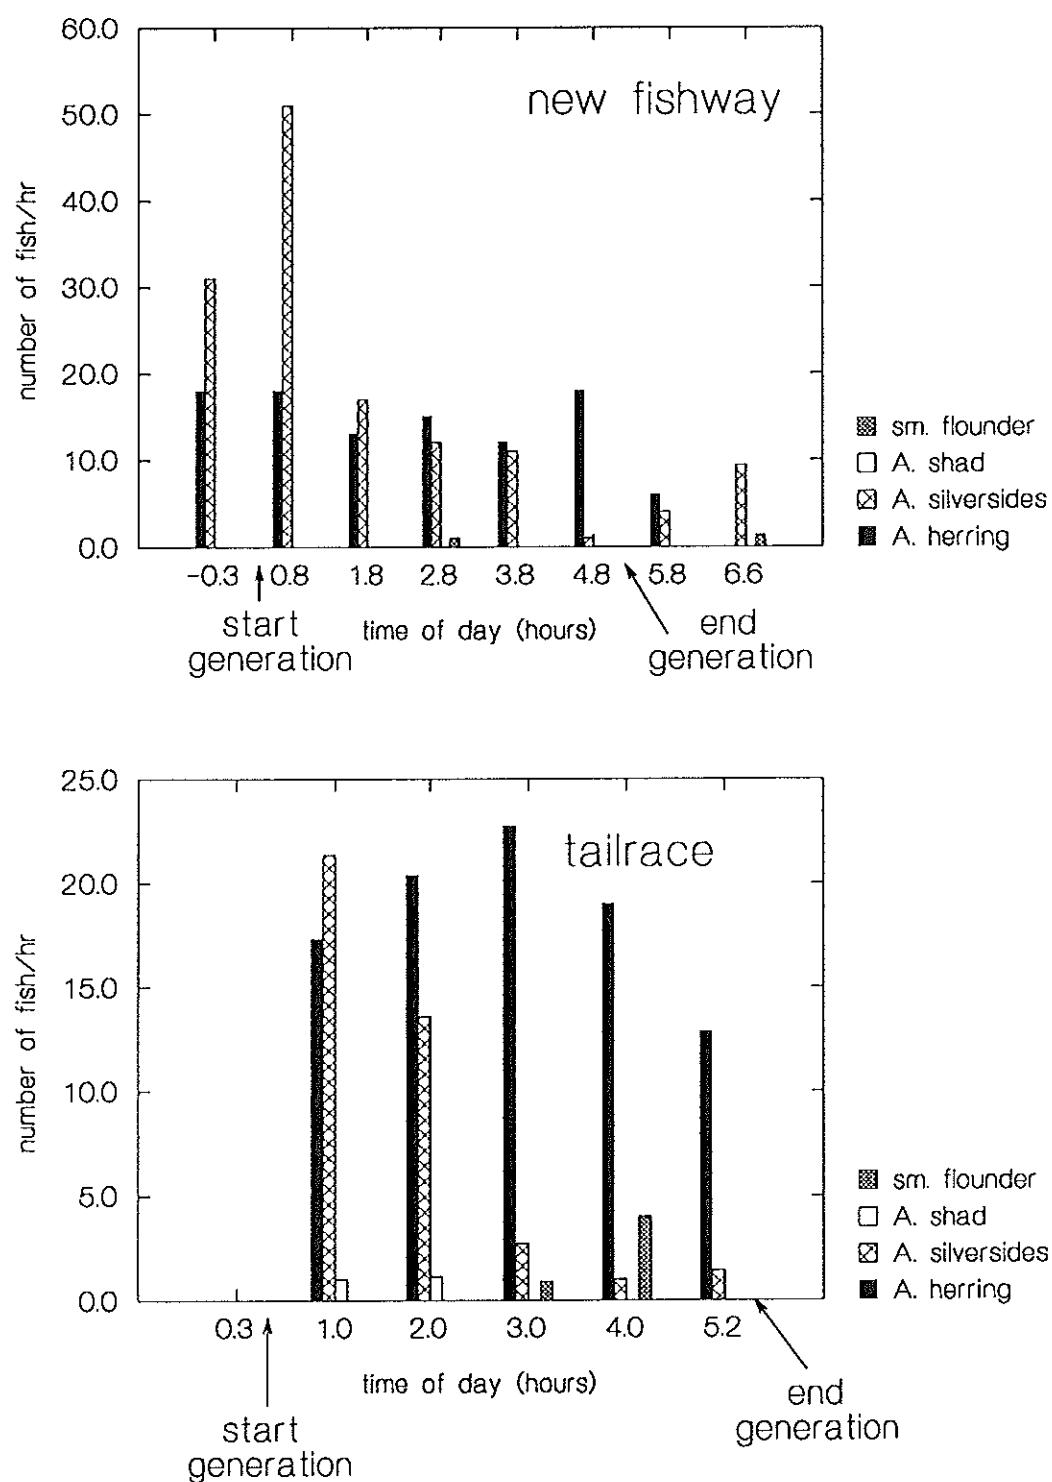 60.0
50.0
40.0
30.0
20.0
10.0
0.0
number of fish/hr
new fishway
sm. flounder
A. shad
A. silversides
A. herring
-0.3 0.8 1.8 2.8 3.8 4.8 5.8 6.6
start generation
time of day (hours)
end generation
25.0
20.0
15.0
10.0
5.0
0.0
number of fish/hr
tailrace
sm. flounder
A. shad
A. silversides
A. herring
0.3 1.0 2.0 3.0 4.0 5.2
time of day (hours)
start generation
end generation